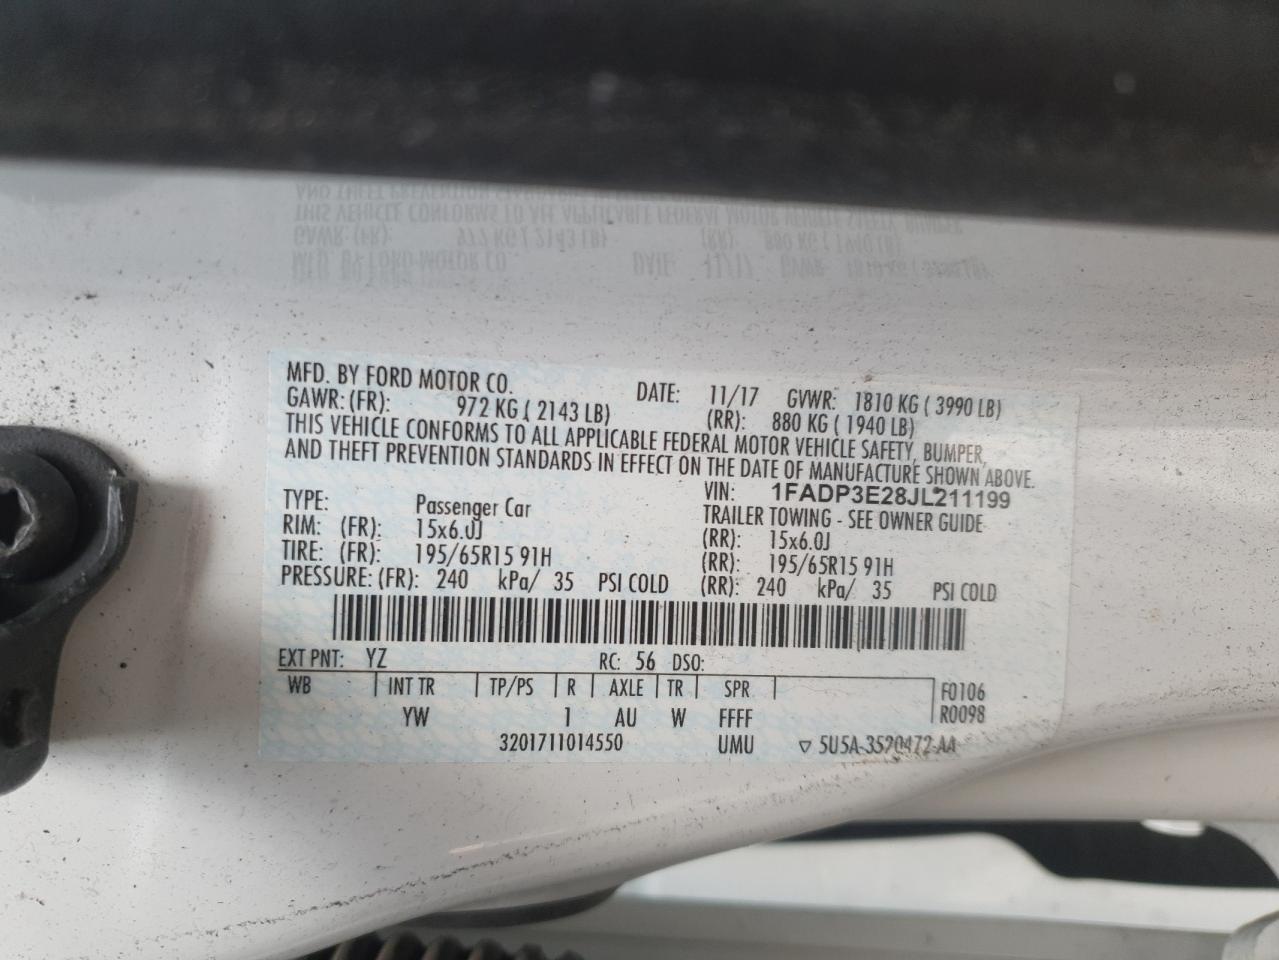 MFD. BY FORD MOTOR CO. DATE: 11/17 GVWR: 1810 KG ( 3990 LB)
GAWR: (FR): 972 KG ( 2143 LB) (RR): 880 KG ( 1940 LB)
THIS VEHICLE CONFORMS TO ALL APPLICABLE FEDERAL MOTOR VEHICLE SAFETY, BUMPER,
AND THEFT PREVENTION STANDARDS IN EFFECT ON THE DATE OF MANUFACTURE SHOWN ABOVE.
VIN: 1FADP3E28JL211199
TYPE: Passenger Car TRAILER TOWING - SEE OWNER GUIDE
RIM: (FR): 15x6.0J (RR): 15x6.0J
TIRE: (FR): 195/65R15 91H (RR): 195/65R15 91H
PRESSURE: (FR): 240 kPa/ 35 PSI COLD (RR): 240 kPa/ 35 PSI COLD
EXT PNT: YZ RC: 56 DSO:
WB INT TR TP/PS R AXLE TR SPR F0106
YW 1 AU W FFFF R0098
3201711014550 UMU ▽ 5U5A-3520472-AA